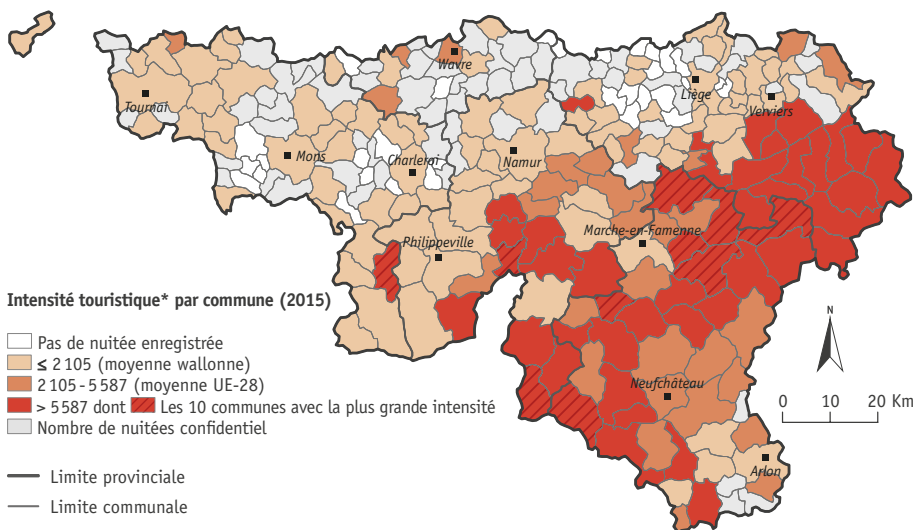 Wavre
Tournai
Liège
Verviers
Mons
Charleroi
Namur
Marche-en-Famenne
Philippeville
Intensité touristique* par commune (2015)
Pas de nuitée enregistrée
≤ 2 105 (moyenne wallonne)
2 105 - 5 587 (moyenne UE-28)
> 5 587 dont Les 10 communes avec la plus grande intensité
Nombre de nuitées confidentiel
Limite provinciale
Limite communale
N
Neufchâteau
0 10 20 Km
Arlon